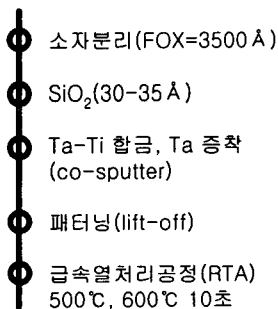 소자분리(FOX=3500Å)
SiO₂(30-35Å)
Ta-Ti 합금, Ta 증착
(co-sputter)
패터닝(lift-off)
급속열처리공정(RTA)
500℃, 600℃ 10초